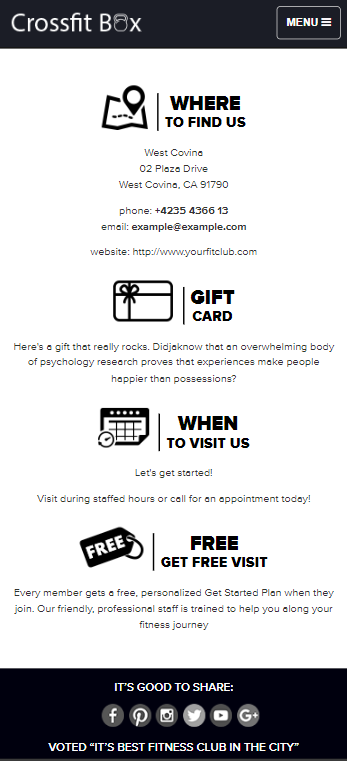 Crossfit Box
MENU
WHERE
TO FIND US
West Covina
02 Plaza Drive
West Covina, CA 91790
phone: +4235 4366 13
email: example@example.com
website: http://www.yourfitclub.com
GIFT
CARD
Here's a gift that really rocks. Didjaknow that an overwhelming body
of psychology research proves that experiences make people
happier than possessions?
WHEN
TO VISIT US
Let's get started!
Visit during staffed hours or call for an appointment today!
FREE
FREE
GET FREE VISIT
Every member gets a free, personalized Get Started Plan when they
join. Our friendly, professional staff is trained to help you along your
fitness journey
IT'S GOOD TO SHARE:
VOTED “IT'S BEST FITNESS CLUB IN THE CITY”